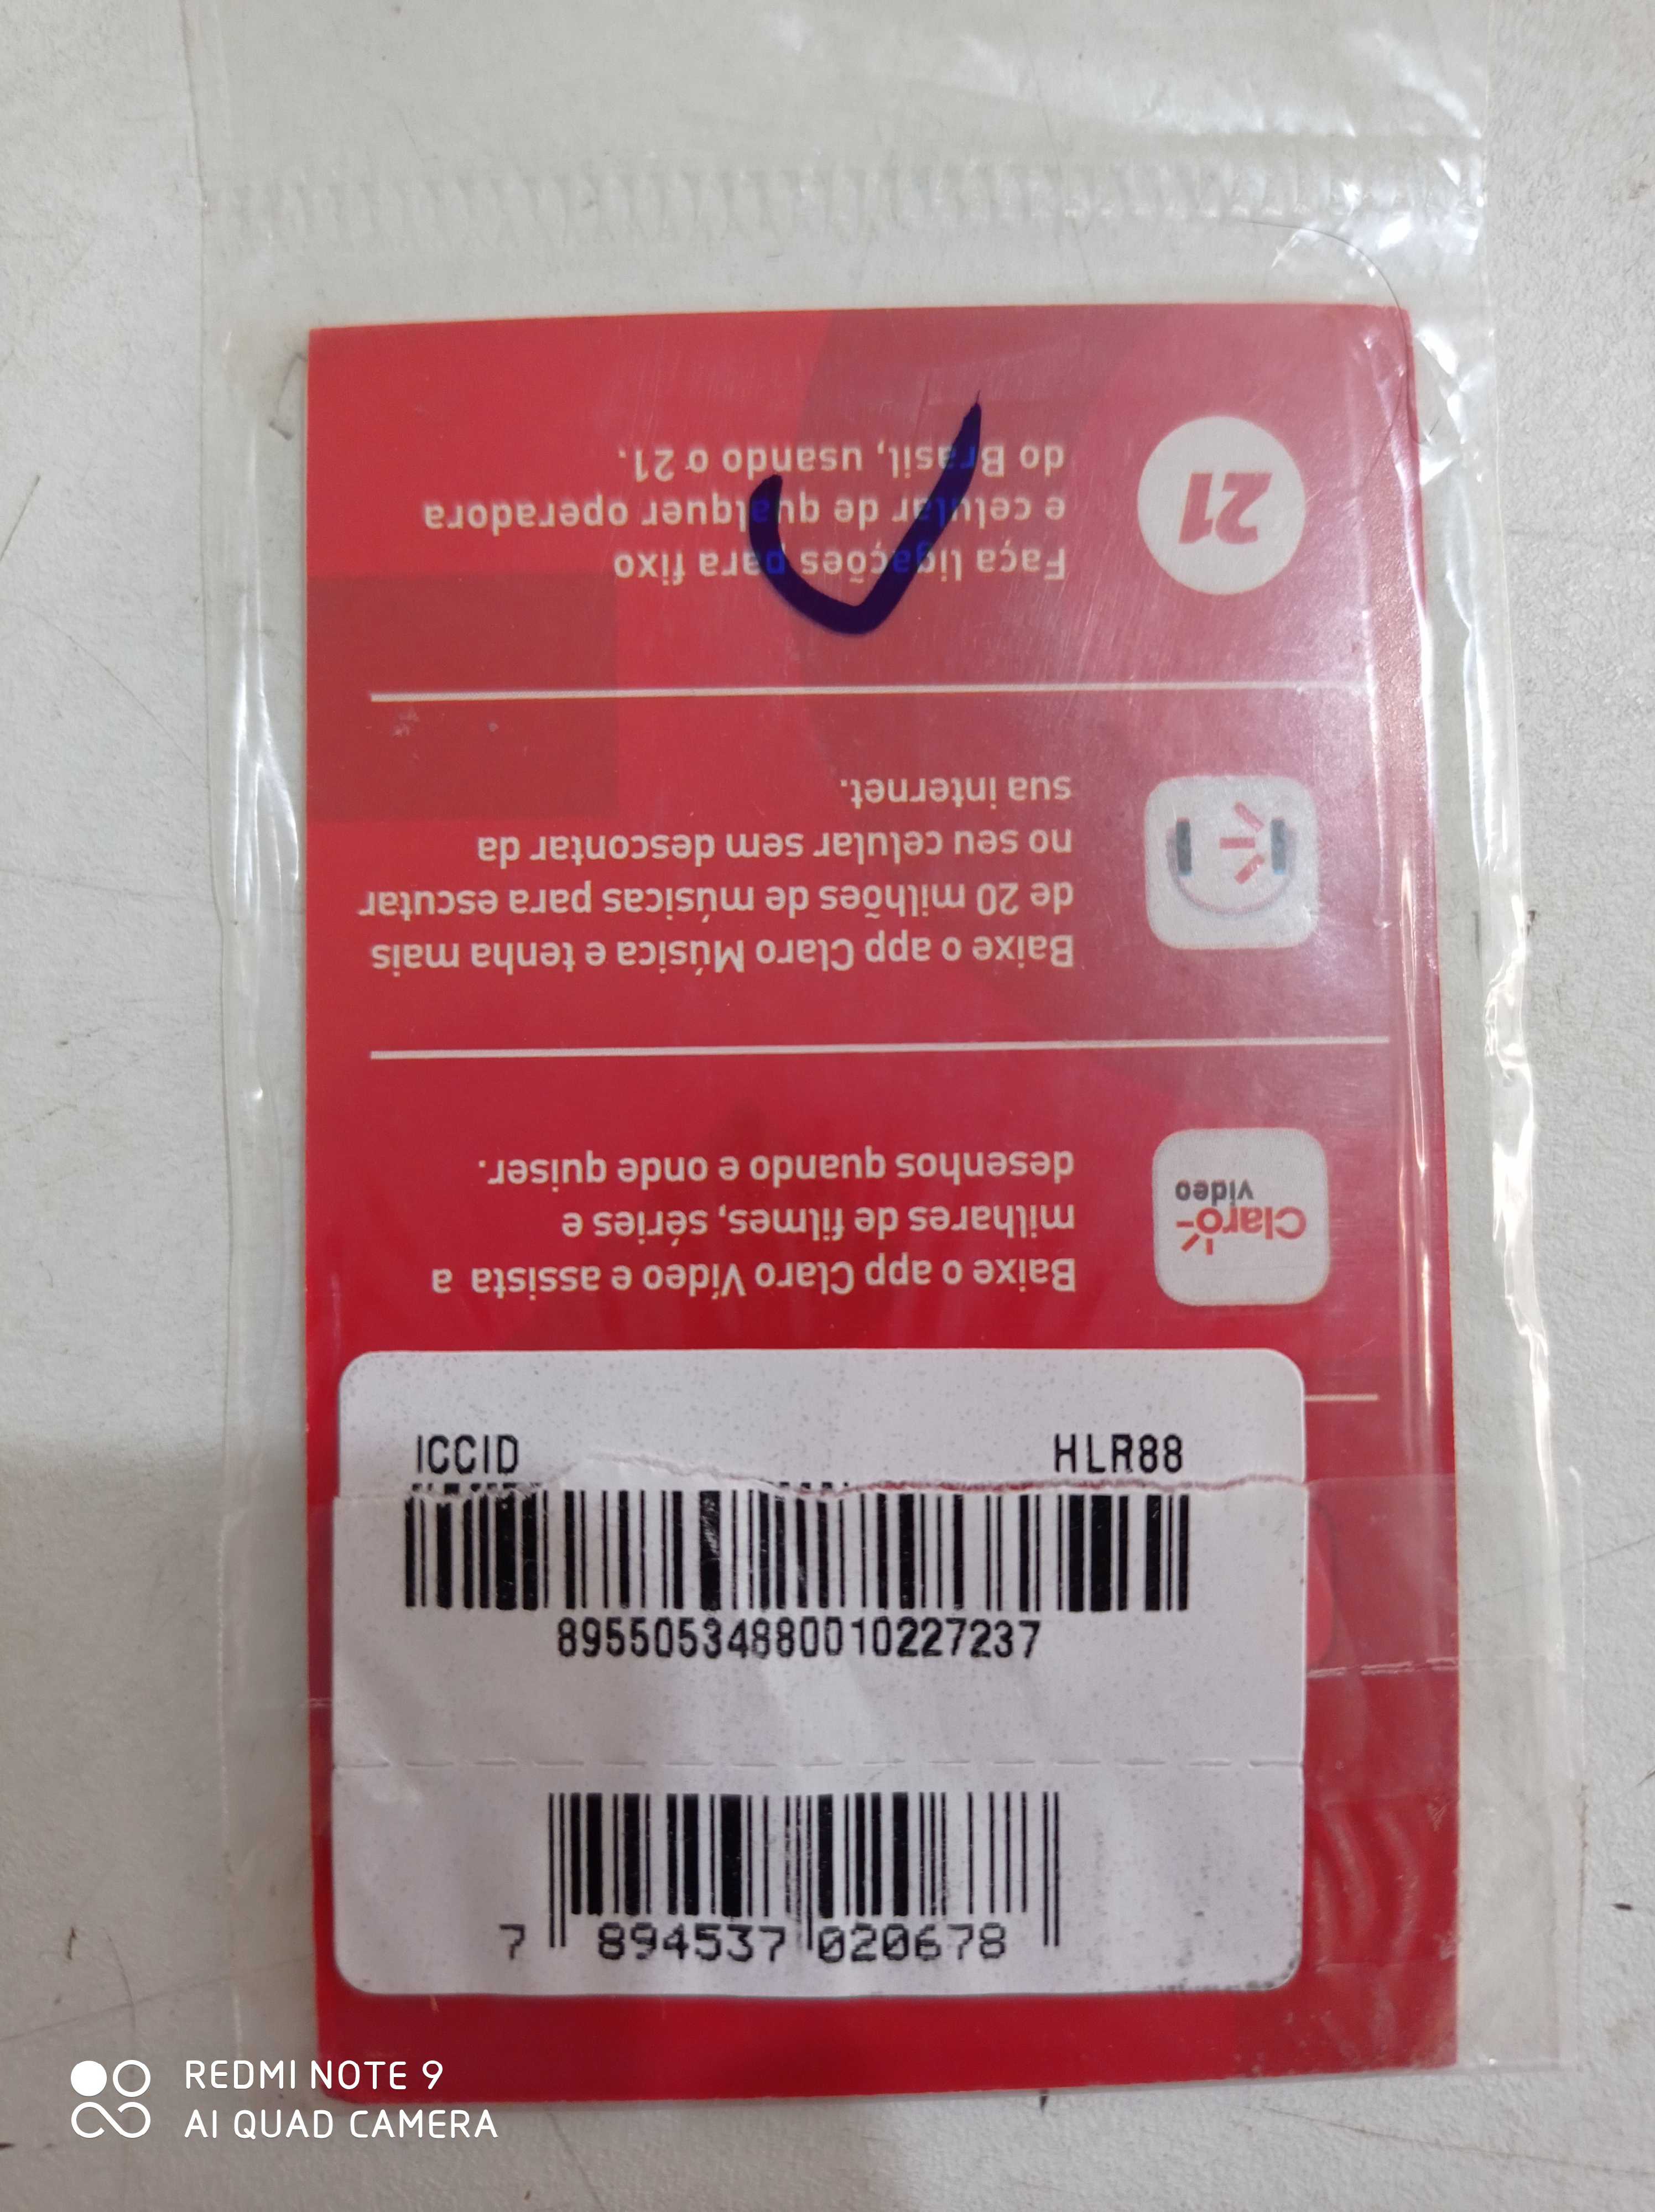 21
Faça ligações para fixo
e celular de qualquer operadora
do Brasil, usando o 21.
Baixe o app Claro Música e tenha mais
de 20 milhões de músicas para escutar
no seu celular sem descontar da
sua internet.
Claro-
video
Baixe o app Claro Vídeo e assista a
milhares de filmes, séries e
desenhos quando e onde quiser.
ICCID HLR88
89550534880010227237
7 894537 020678
REDMI NOTE 9
AI QUAD CAMERA